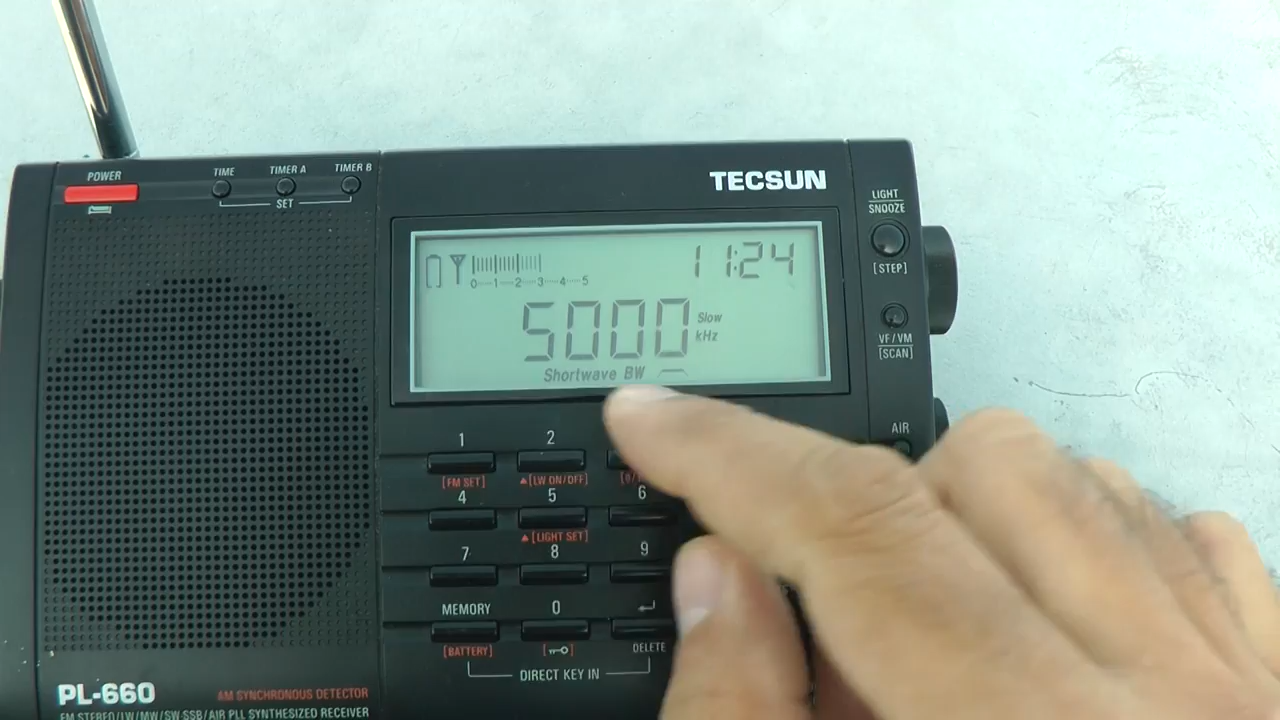 POWER
TIME
TIMER A
TIMER B
SET
TECSUN
LIGHT
SNOOZE
[STEP]
VF/VM
[SCAN]
AIR
11:24
0 1 2 3 4 5
5000
Slow
kHz
Shortwave BW
1
2
[FM SET]
[LW ON/OFF]
4
5
6
[LIGHT SET]
7
8
9
MEMORY
0
[BATTERY]
DELETE
DIRECT KEY IN
PL-660
AM SYNCHRONOUS DETECTOR
FM STEREO/LW/MW/SW-SSB/AIR PLL SYNTHESIZED RECEIVER